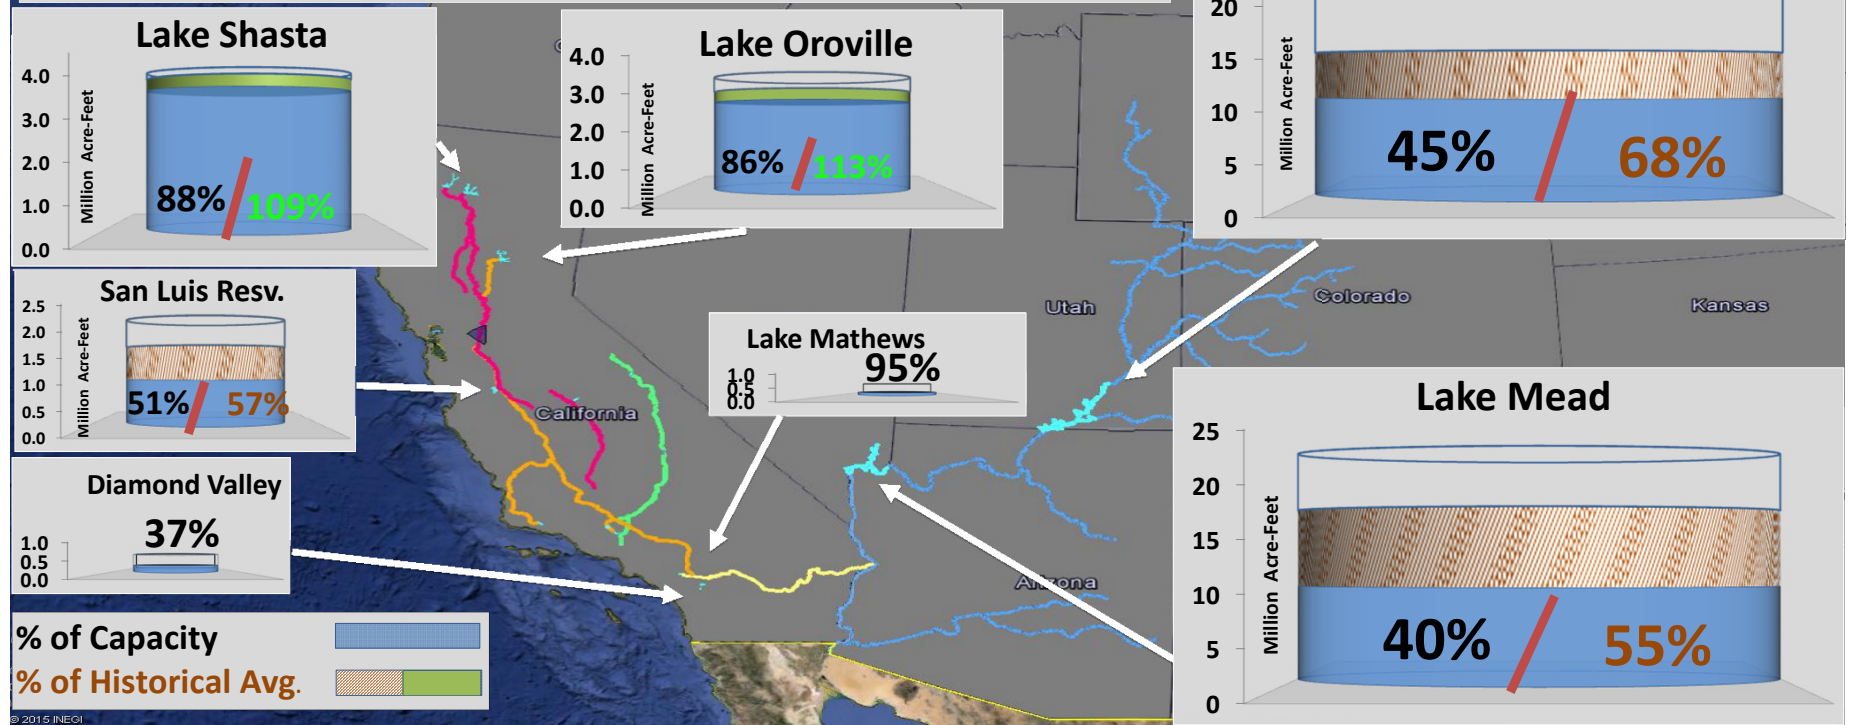 Lake Shasta
4.0
3.0
2.0
1.0
0.0
Million Acre-Feet
88%
109%
Lake Oroville
4.0
3.0
2.0
1.0
0.0
Million Acre-Feet
86%
113%
20
15
10
5
0
Million Acre-Feet
45%
68%
San Luis Resv.
2.5
2.0
1.5
1.0
0.5
0.0
Million Acre-Feet
51%
57%
Lake Mathews
95%
1.0
0.5
0.0
Utah
Colorado
Kansas
California
Arizona
Diamond Valley
37%
1.0
0.5
0.0
Lake Mead
25
20
15
10
5
0
Million Acre-Feet
40%
55%
% of Capacity
% of Historical Avg.
© 2015 INEGI